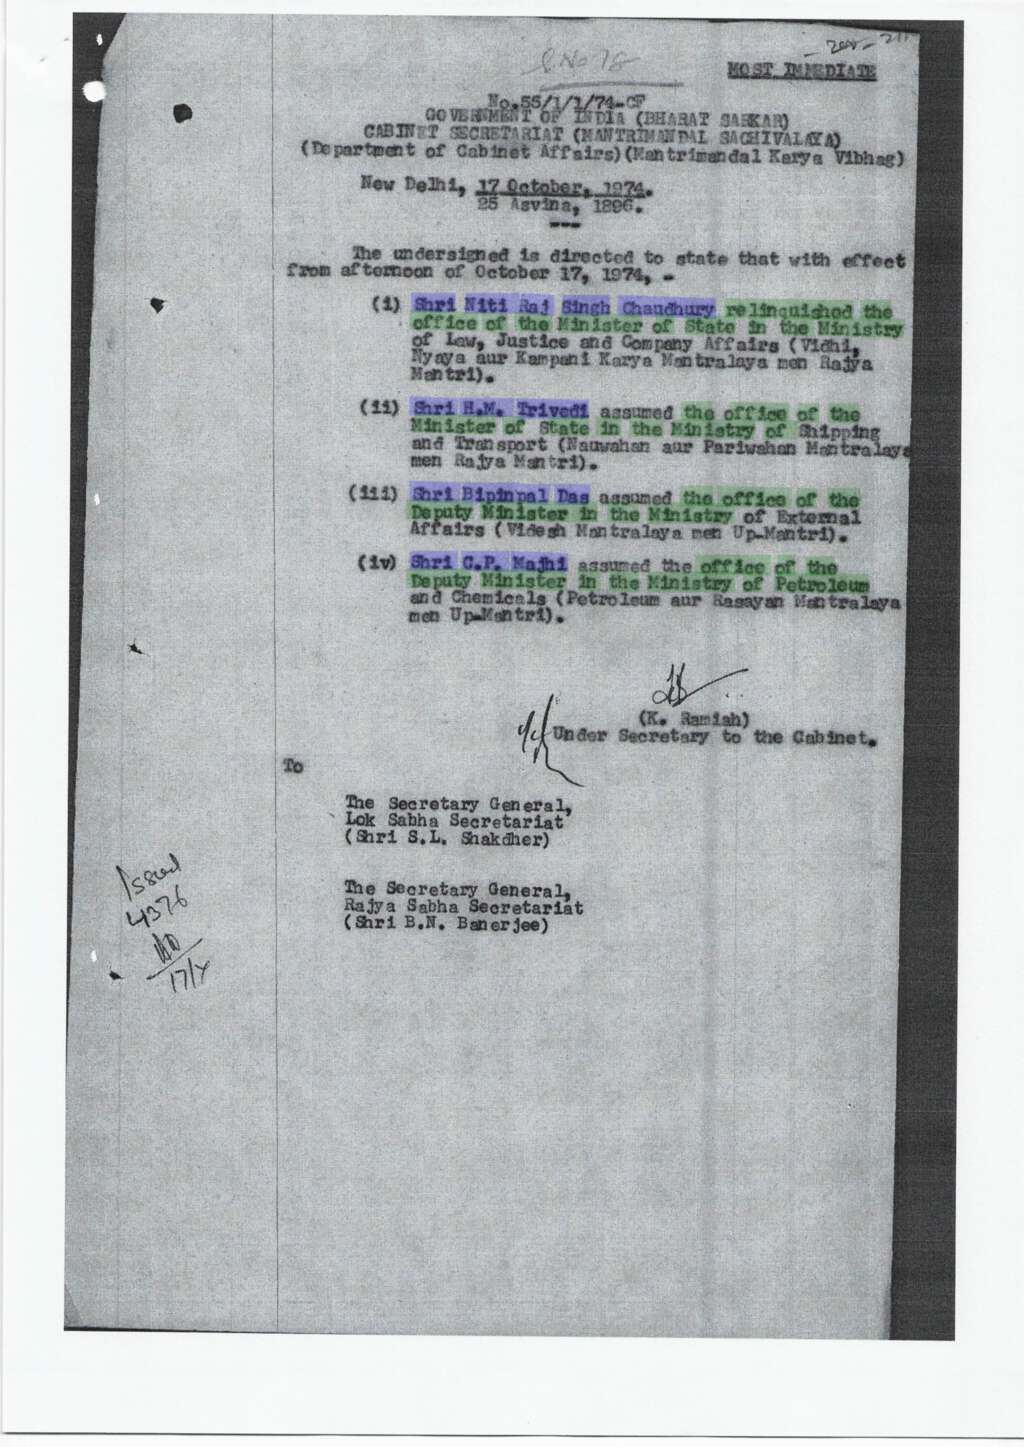 S.No 78
MOST IMMEDIATE
No.55/1/1/74-CF
GOVERNMENT OF INDIA (BHARAT SARKAR)
CABINET SECRETARIAT (MANTRIMANDAL SACHIVALAYA)
(Department of Cabinet Affairs)(Mantrimandal Karya Vibhag)
New Delhi, 17 October, 1974.
25 Asvina, 1896.
---
The undersigned is directed to state that with effect
from afternoon of October 17, 1974, -
(i) Shri Niti Raj Singh Chaudhury relinquished the
office of the Minister of State in the Ministry
of Law, Justice and Company Affairs (Vidhi,
Nyaya aur Kampani Karya Mantralaya men Rajya
Mantri).
(ii) Shri H.M. Trivedi assumed the office of the
Minister of State in the Ministry of Shipping
and Transport (Nauwahan aur Pariwahan Mantralaya
men Rajya Mantri).
(iii) Shri Bipinpal Das assumed the office of the
Deputy Minister in the Ministry of External
Affairs (Videsh Mantralaya men Up-Mantri).
(iv) Shri C.P. Majhi assumed the office of the
Deputy Minister in the Ministry of Petroleum
and Chemicals (Petroleum aur Rasayan Mantralaya
men Up-Mantri).
(K. Ramiah)
Under Secretary to the Cabinet.
To
The Secretary General,
Lok Sabha Secretariat
(Shri S.L. Shakdher)
The Secretary General,
Rajya Sabha Secretariat
(Shri B.N. Banerjee)
Issued
4376
17/X